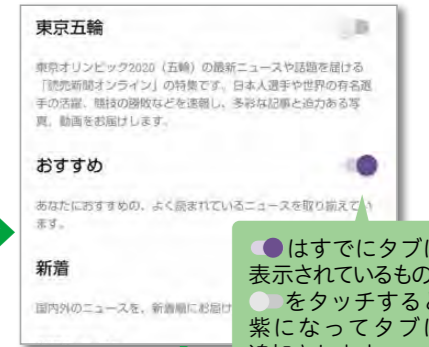 東京五輪
東京オリンピック2020（五輪）の最新ニュースや話題を届ける
「読売新聞オンライン」の特集です。日本人選手や世界の有名選
手の活躍、競技の勝敗などを速報し、多彩な記事と迫力ある写
真、動画をお届けします。
おすすめ
あなたにおすすめの、よく読まれているニュースを取り揃えてい
ます。
新着
国内外のニュースを、新着順にお届け
はすでにタブに
表示されているもの
をタッチすると
紫になってタブに